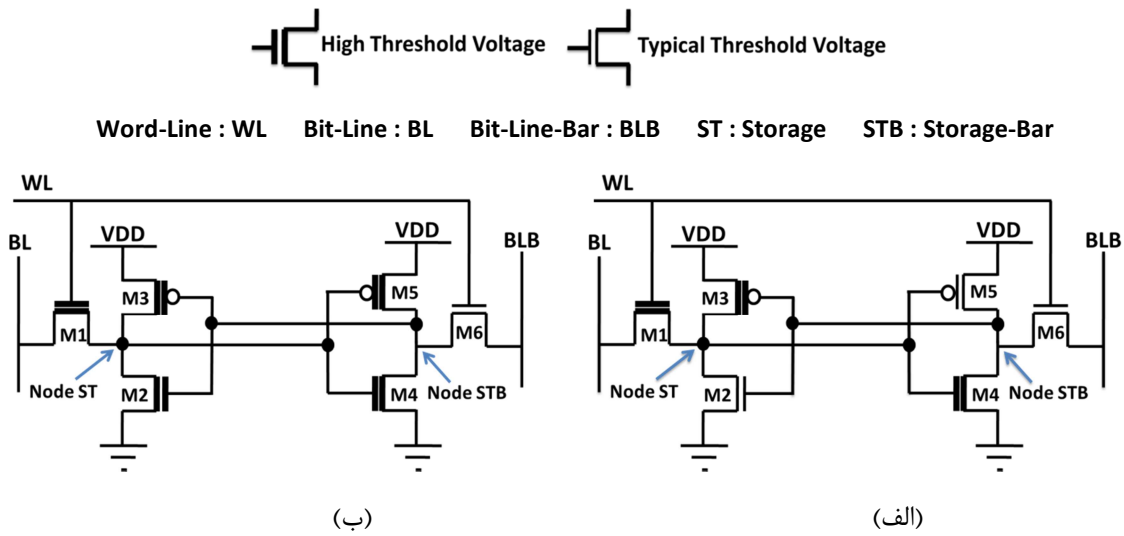 High Threshold Voltage Typical Threshold Voltage
Word-Line : WL Bit-Line : BL Bit-Line-Bar : BLB ST : Storage STB : Storage-Bar
WL
BL
VDD
VDD
BLB
M3
M5
M1
M6
Node ST
M2
M4
Node STB
(ب)
WL
BL
VDD
VDD
BLB
M3
M5
M1
M6
Node ST
M2
M4
Node STB
(الف)